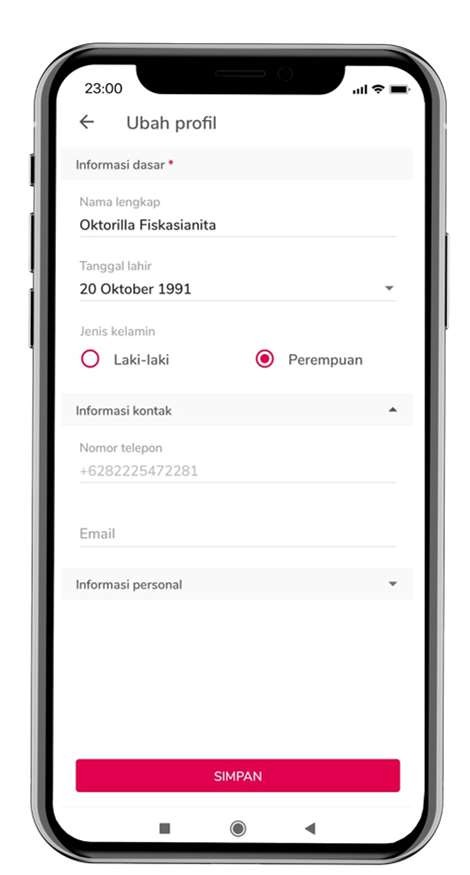 23:00
Ubah profil
Informasi dasar *
Nama lengkap
Oktorilla Fiskasianita
Tanggal lahir
20 Oktober 1991
Jenis kelamin
Laki-laki Perempuan
Informasi kontak
Nomor telepon
+6282225472281
Email
Informasi personal
SIMPAN